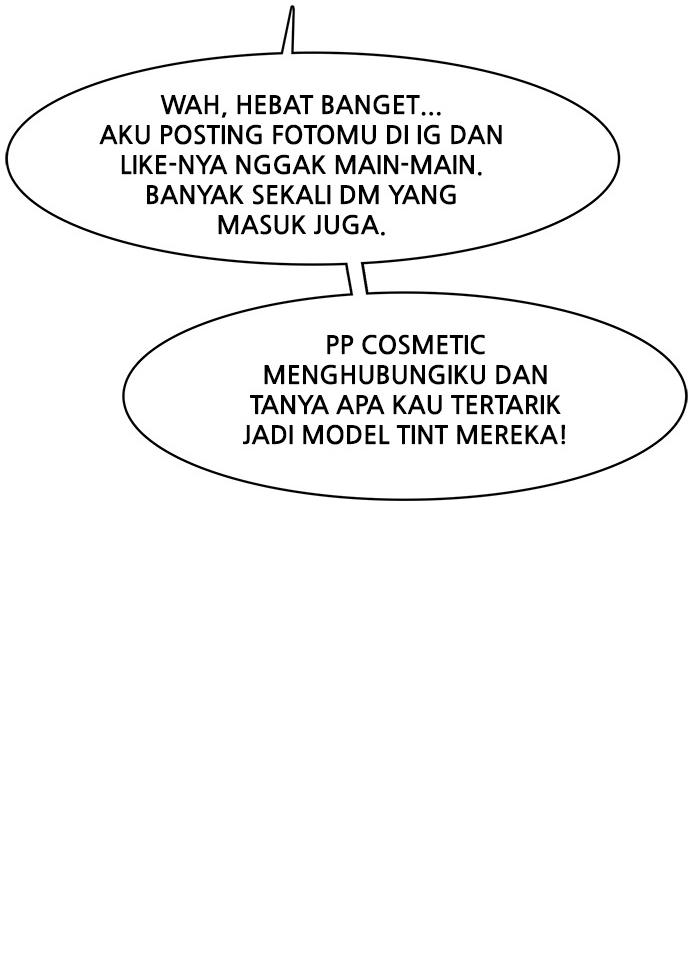 WAH, HEBAT BANGET...
AKU POSTING FOTOMU DI IG DAN
LIKE-NYA NGGAK MAIN-MAIN.
BANYAK SEKALI DM YANG
MASUK JUGA.
PP COSMETIC
MENGHUBUNGIKU DAN
TANYA APA KAU TERTARIK
JADI MODEL TINT MEREKA!